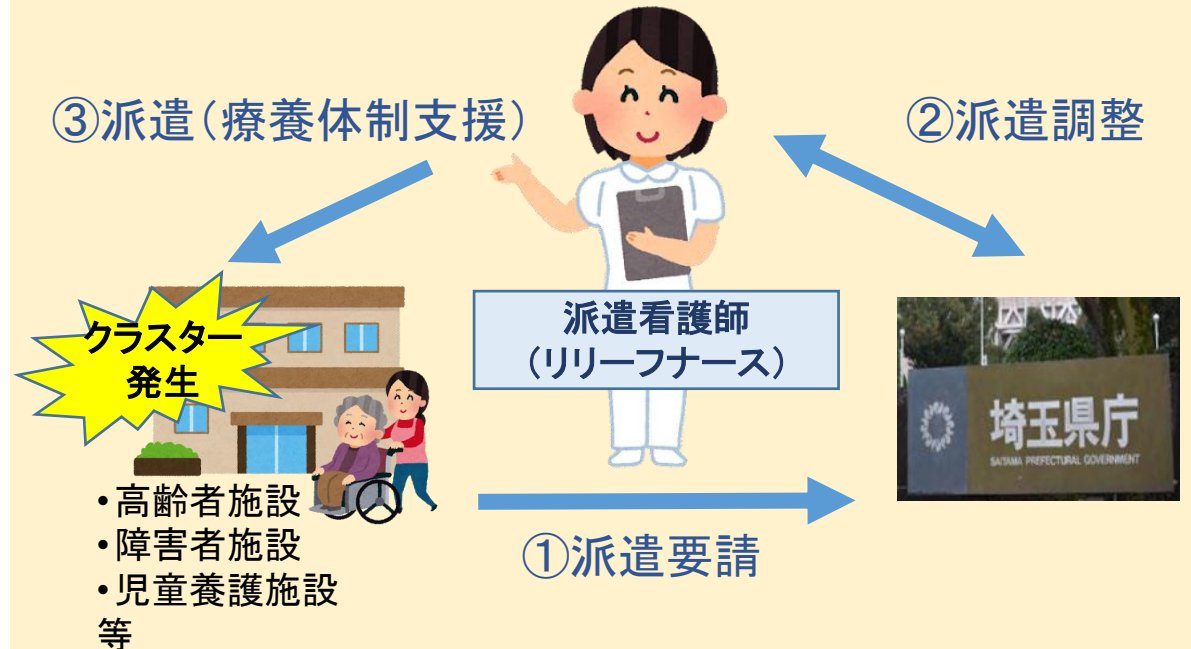 ③派遣(療養体制支援)
②派遣調整
クラスター
発生
派遣看護師
(リリーフナース)
埼玉県庁
SAITAMA PREFECTURAL GOVERNMENT
•高齢者施設
•障害者施設
•児童養護施設
等
①派遣要請